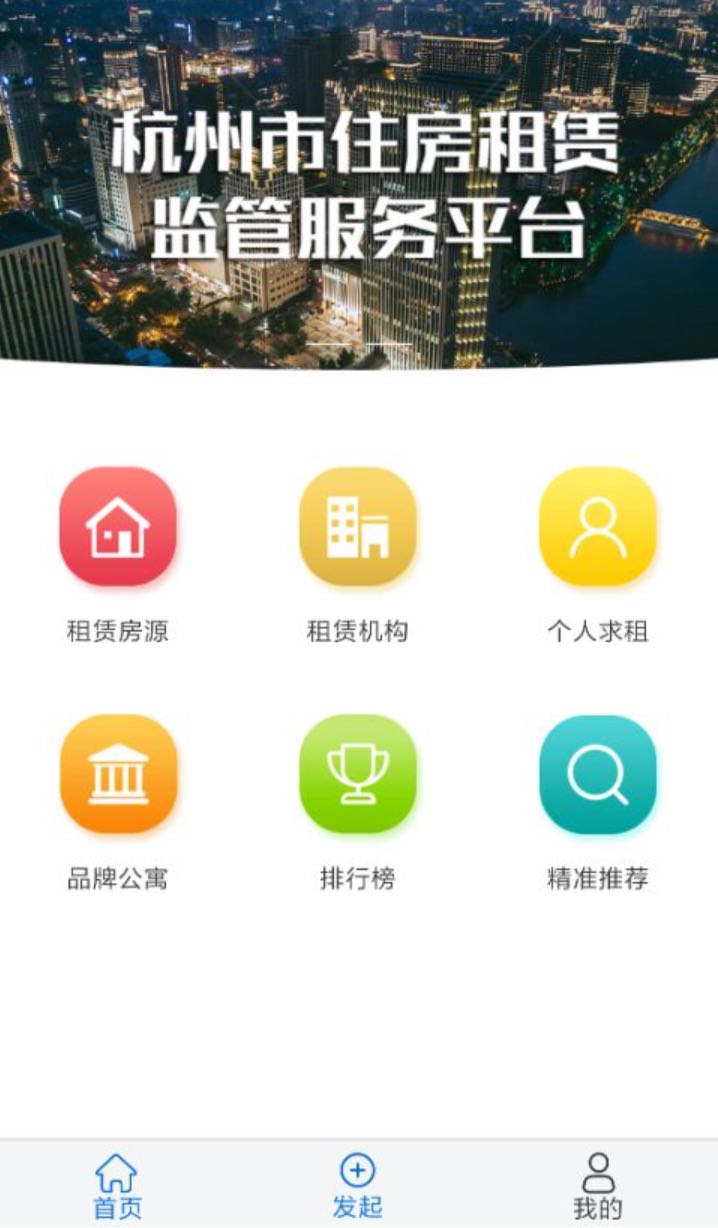 杭州市住房租赁
监管服务平台
租赁房源
租赁机构
个人求租
品牌公寓
排行榜
精准推荐
首页
发起
我的